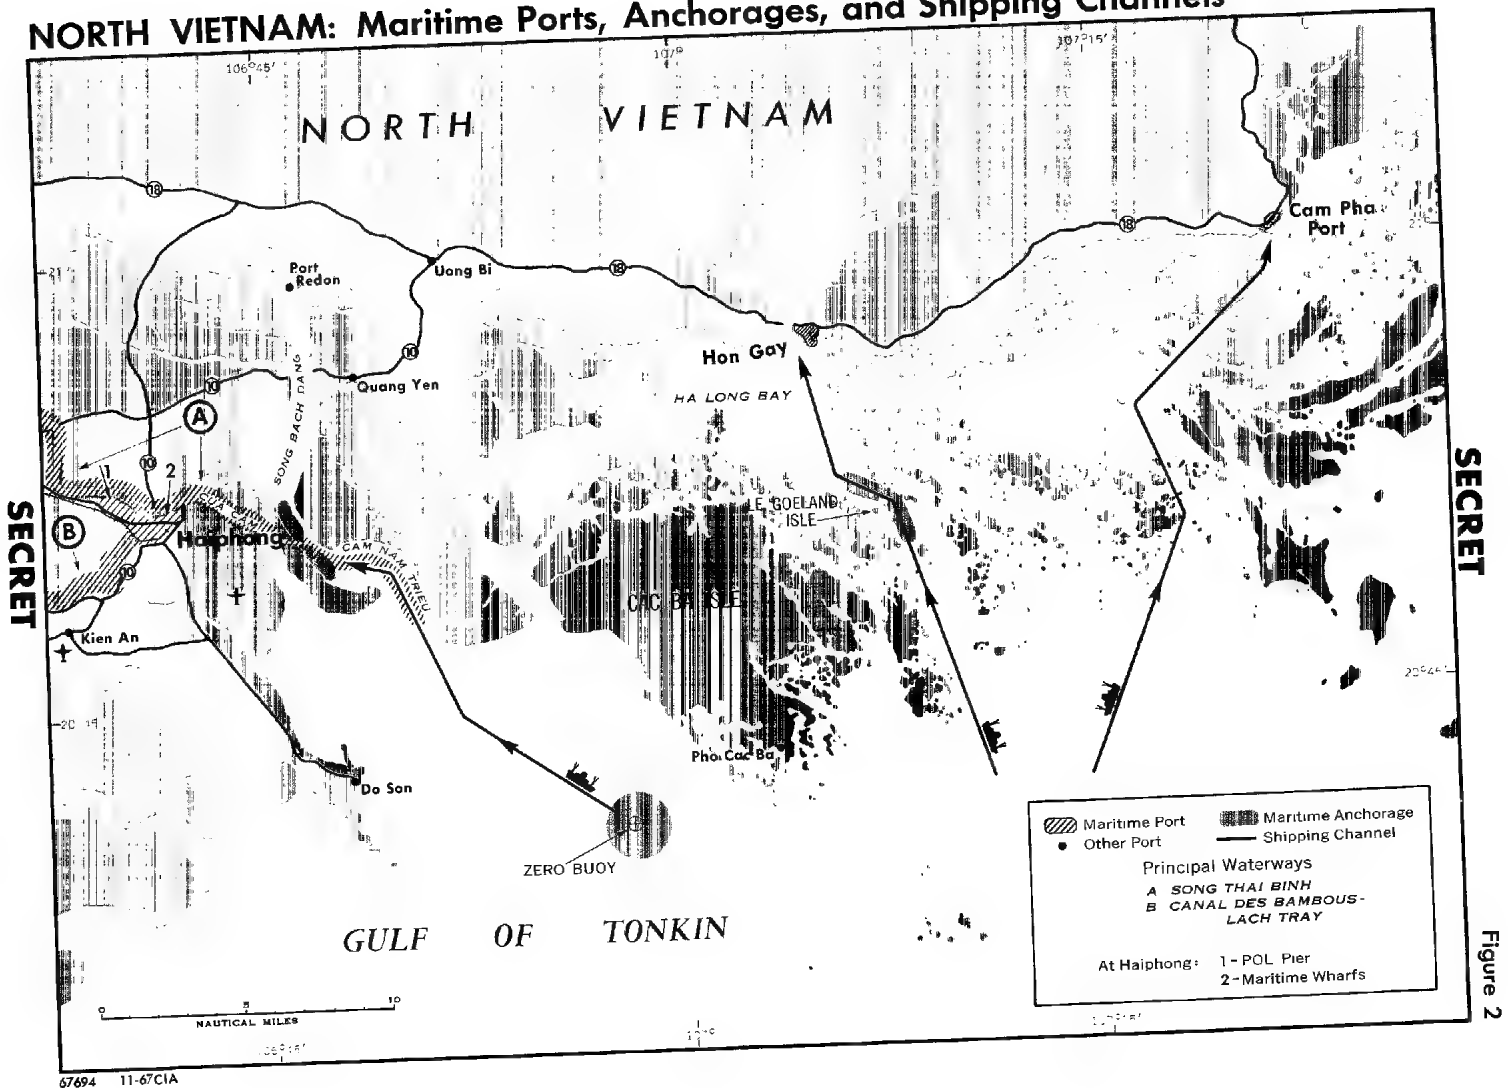 NORTH VIETNAM: Maritime Ports, Anchorages, and Shipping Channels
106°45'
107°
107°15'
NORTH VIETNAM
18
18
18
Cam Pha
Port
21
Port
Redon
Uong Bi
10
10
Quang Yen
Hon Gay
HA LONG BAY
SONG BACH DANG
A
10
1
2
SECRET
SECRET
B
Haiphong
CAM NAM TRIEU
LE GOELAND
ISLE
CAC BA ISLE
10
Kien An
20°45'
20
Pho Cac Ba
Do Son
ZERO BUOY
GULF OF TONKIN
Maritime Port
Maritime Anchorage
Other Port
Shipping Channel
Principal Waterways
A SONG THAI BINH
B CANAL DES BAMBOUS-
LACH TRAY
At Haiphong: 1-POL Pier
2-Maritime Wharfs
Figure 2
0 5 10
NAUTICAL MILES
67694 11-67CIA